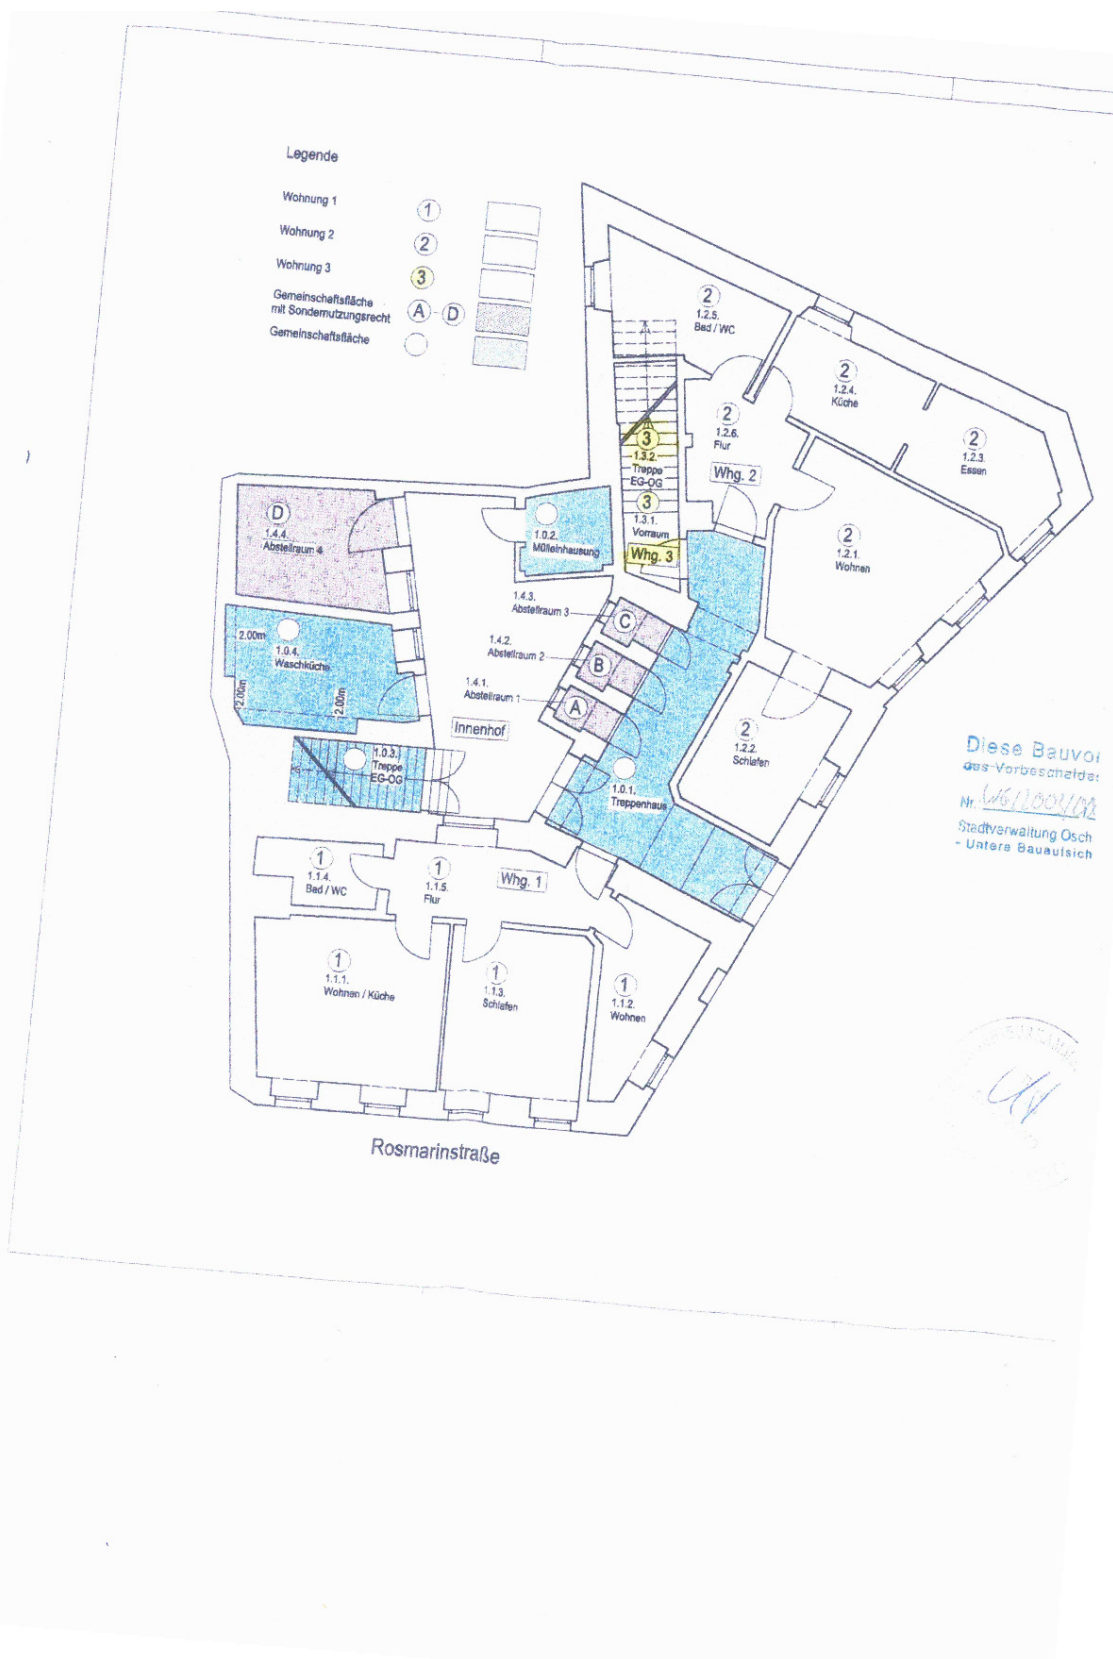 Legende
Wohnung 1
1
Wohnung 2
2
Wohnung 3
3
Gemeinschaftsfläche
mit Sondernutzungsrecht
A - D
Gemeinschaftsfläche
2
1.2.5.
Bad / WC
2
1.2.4.
Küche
2
1.2.3.
Essen
2
1.2.6.
Flur
Whg. 2
3
1.3.2.
Treppe
EG-OG
3
1.3.1.
Vorraum
Whg. 3
2
1.2.1.
Wohnen
D
1.4.4.
Abstellraum 4
1.0.2.
Mülleinhausung
1.4.3.
Abstellraum 3
C
1.4.2.
Abstellraum 2
B
1.4.1.
Abstellraum 1
A
2.00m
1.0.4.
Waschküche
2.00m
2.00m
Innenhof
1.0.3.
Treppe
EG-OG
1.0.1.
Treppenhaus
2
1.2.2.
Schlafen
Diese Bauvo
des Vorbescheides
Nr.
Stadtverwaltung Osch
- Untere Bauaufsich
1
1.1.4.
Bad / WC
1
1.1.5.
Flur
Whg. 1
1
1.1.1.
Wohnen / Küche
1
1.1.3.
Schlafen
1
1.1.2.
Wohnen
Rosmarinstraße